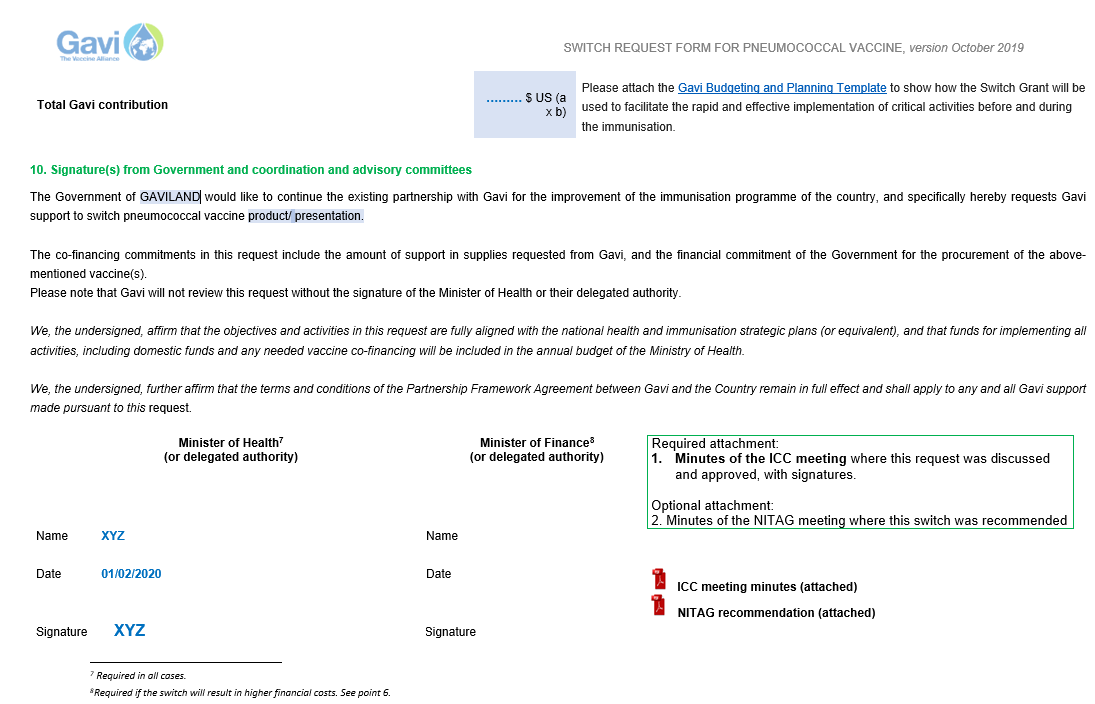 Gavi
The Vaccine Alliance
SWITCH REQUEST FORM FOR PNEUMOCOCCAL VACCINE, version October 2019
Total Gavi contribution
......... $ US (a
x b)
Please attach the Gavi Budgeting and Planning Template to show how the Switch Grant will be
used to facilitate the rapid and effective implementation of critical activities before and during
the immunisation.
10. Signature(s) from Government and coordination and advisory committees
The Government of GAVILAND would like to continue the existing partnership with Gavi for the improvement of the immunisation programme of the country, and specifically hereby requests Gavi
support to switch pneumococcal vaccine product/ presentation.
The co-financing commitments in this request include the amount of support in supplies requested from Gavi, and the financial commitment of the Government for the procurement of the above-
mentioned vaccine(s).
Please note that Gavi will not review this request without the signature of the Minister of Health or their delegated authority.
We, the undersigned, affirm that the objectives and activities in this request are fully aligned with the national health and immunisation strategic plans (or equivalent), and that funds for implementing all
activities, including domestic funds and any needed vaccine co-financing will be included in the annual budget of the Ministry of Health.
We, the undersigned, further affirm that the terms and conditions of the Partnership Framework Agreement between Gavi and the Country remain in full effect and shall apply to any and all Gavi support
made pursuant to this request.
Minister of Health7
(or delegated authority)
Name XYZ
Date 01/02/2020
Signature XYZ
Minister of Finance8
(or delegated authority)
Name
Date
Signature
Required attachment:
1. Minutes of the ICC meeting where this request was discussed
and approved, with signatures.
Optional attachment:
2. Minutes of the NITAG meeting where this switch was recommended
ICC meeting minutes (attached)
NITAG recommendation (attached)
7 Required in all cases.
8Required if the switch will result in higher financial costs. See point 6.